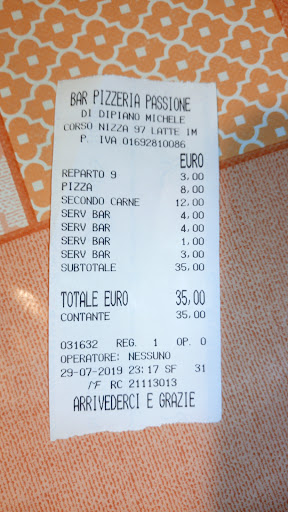 BAR PIZZERIA PASSIONE
DI DIPIANO MICHELE
CORSO NIZZA 97 LATTE IM
P. IVA 01692810086
EURO
REPARTO 9 3,00
PIZZA 8,00
SECONDO CARNE 12,00
SERV BAR 4,00
SERV BAR 4,00
SERV BAR 1,00
SERV BAR 3,00
SUBTOTALE 35,00
TOTALE EURO 35,00
CONTANTE 35,00
031632 REG. 1 OP. 0
OPERATORE: NESSUNO
29-07-2019 23:17 SF 31
RC 21113013
ARRIVEDERCI E GRAZIE